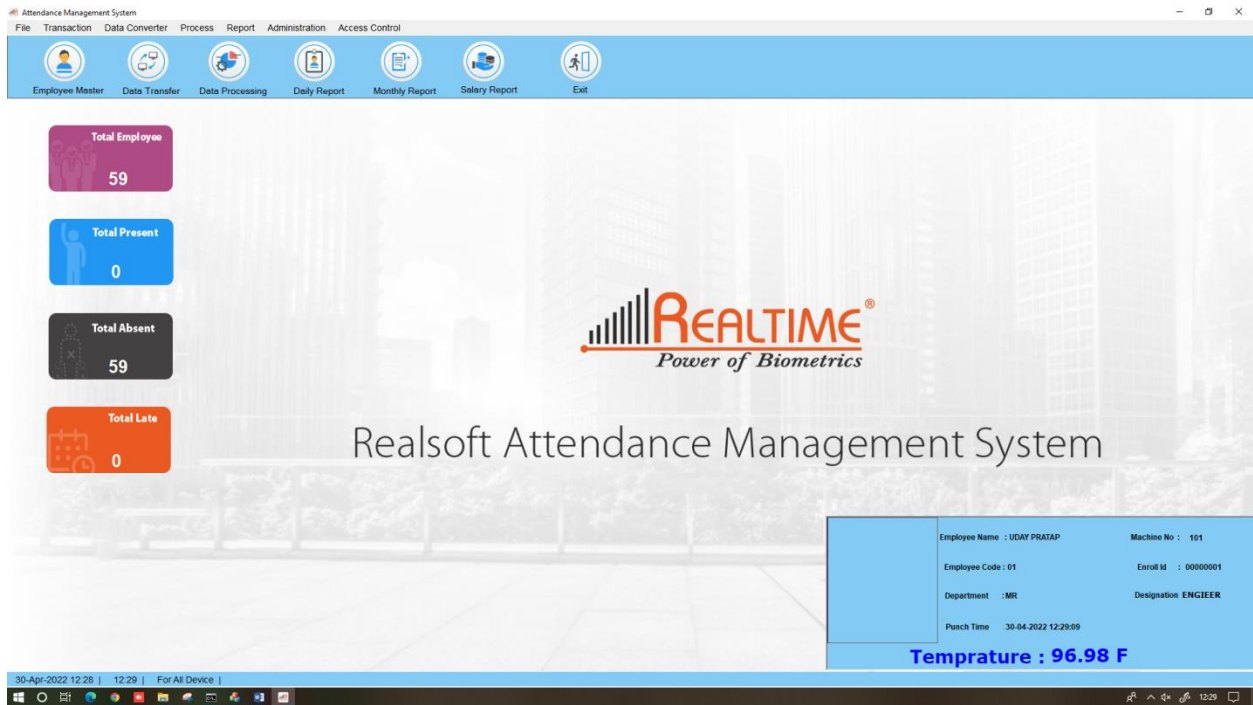 Attendance Management System
File Transaction Data Converter Process Report Administration Access Control
Employee Master Data Transfer Data Processing Daily Report Monthly Report Salary Report Exit
Total Employee
59
Total Present
0
Total Absent
59
Total Late
0
REALTIME®
Power of Biometrics
Realsoft Attendance Management System
Employee Name : UDAY PRATAP Machine No : 101
Employee Code : 01 Enroll Id : 00000001
Department :MR Designation ENGIEER
Punch Time :30-04-2022 12:29:09
Temprature : 96.98 F
30-Apr-2022 12:28 | 12:29 | For All Device |
12:29